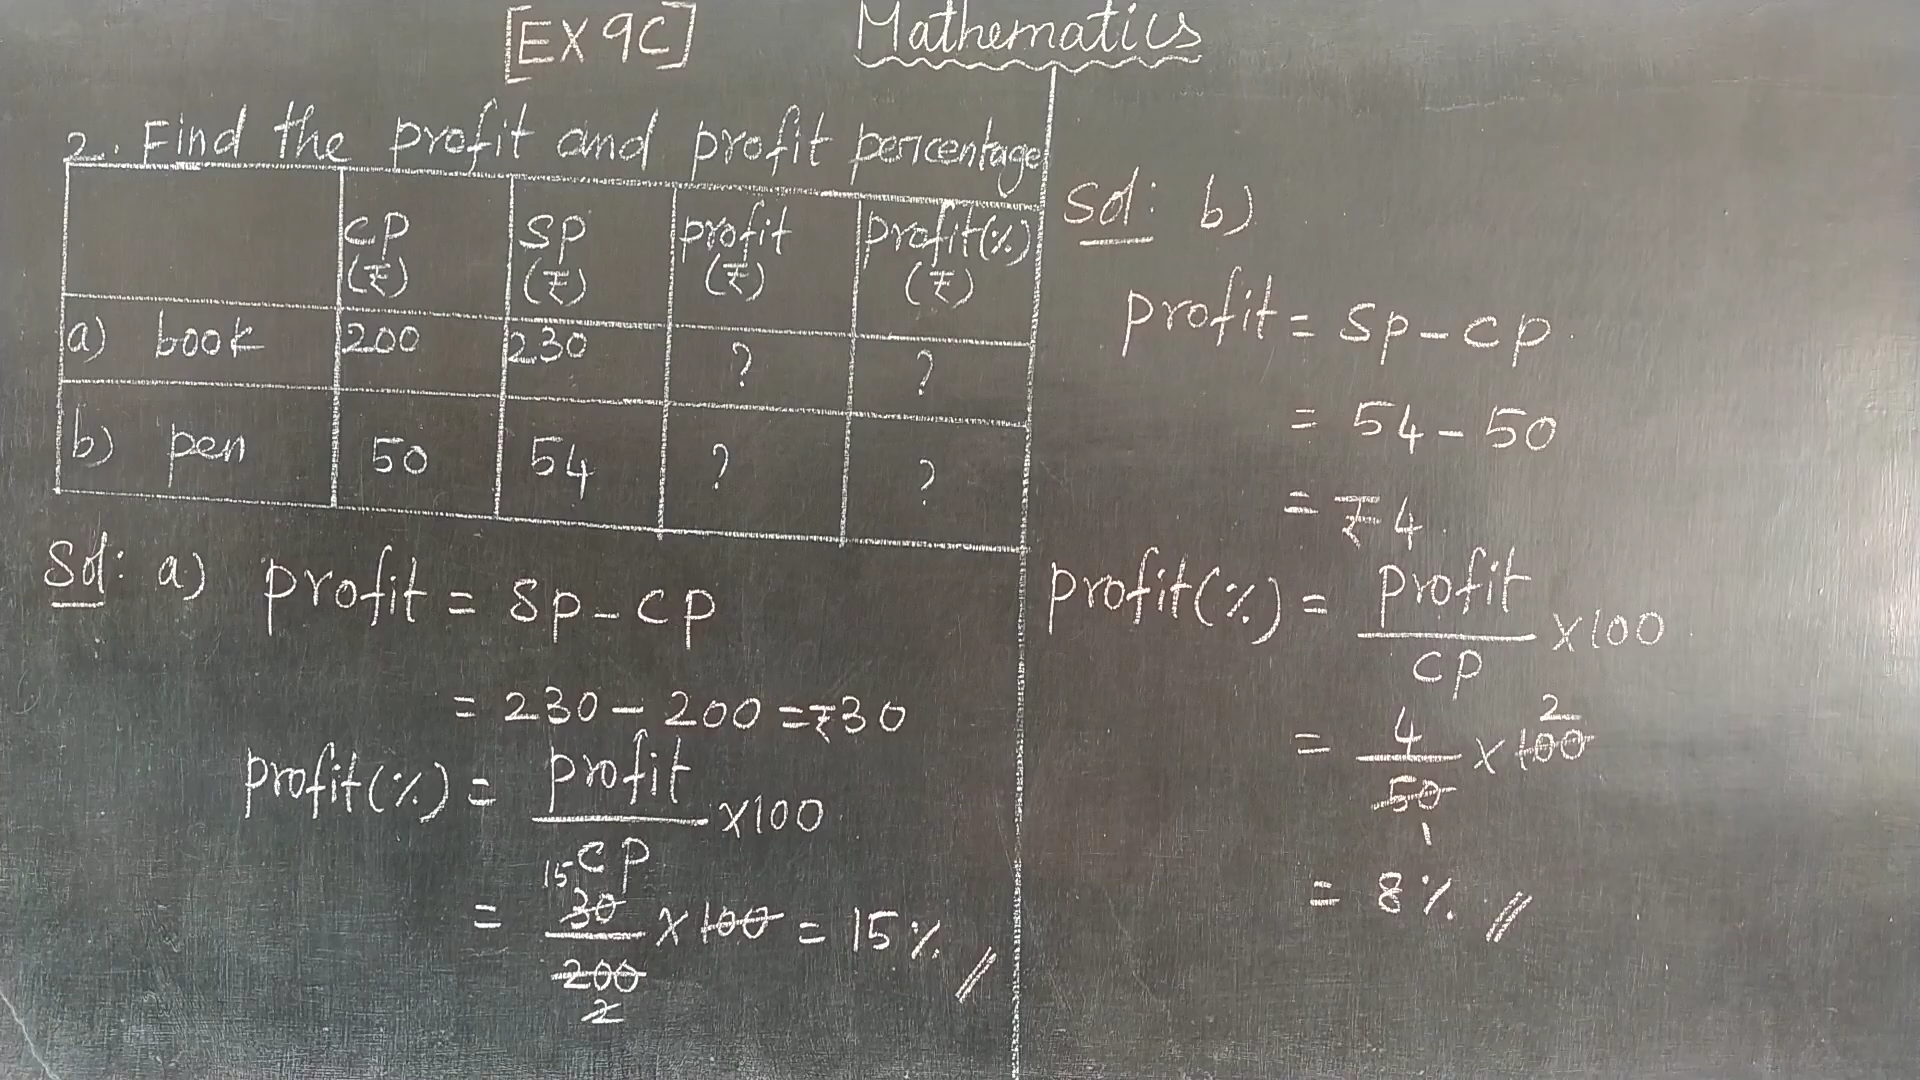 [EX 9C] Mathematics
2. Find the profit and profit percentage
CP (₹) SP (₹) profit (₹) profit(%) (₹)
a) book 200 230 ? ?
b) pen 50 54 ? ?
Sol: a) profit = SP - CP
= 230 - 200 = ₹30
profit(%) = profit / CP × 100
= 15 30 / 200 2 × 100 = 15% //
Sol: b)
profit = SP - CP
= 54 - 50
= ₹4
profit(%) = profit / CP × 100
= 4 / 50 1 × 100 2
= 8% //